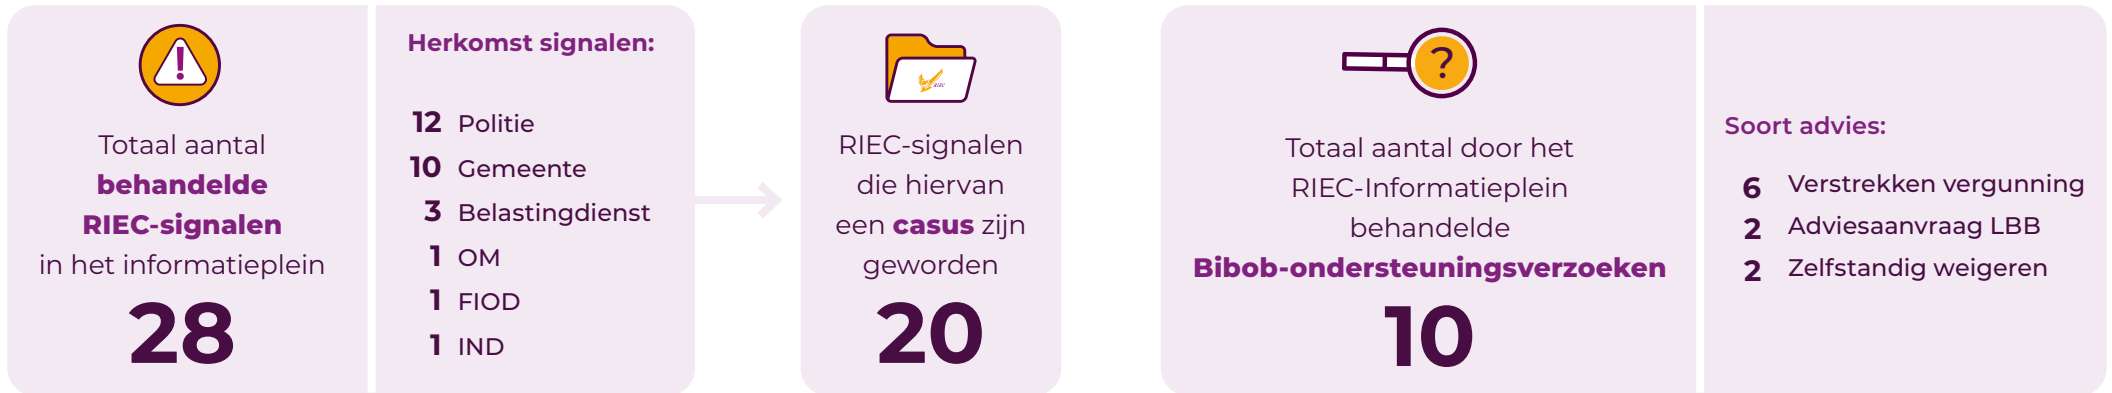 Totaal aantal
behandelde
RIEC-signalen
in het informatieplein
28
Herkomst signalen:
12 Politie
10 Gemeente
3 Belastingdienst
1 OM
1 FIOD
1 IND
RIEC
RIEC-signalen
die hiervan
een casus zijn
geworden
20
?
Totaal aantal door het
RIEC-Informatieplein
behandelde
Bibob-ondersteuningsverzoeken
10
Soort advies:
6 Verstrekken vergunning
2 Adviesaanvraag LBB
2 Zelfstandig weigeren